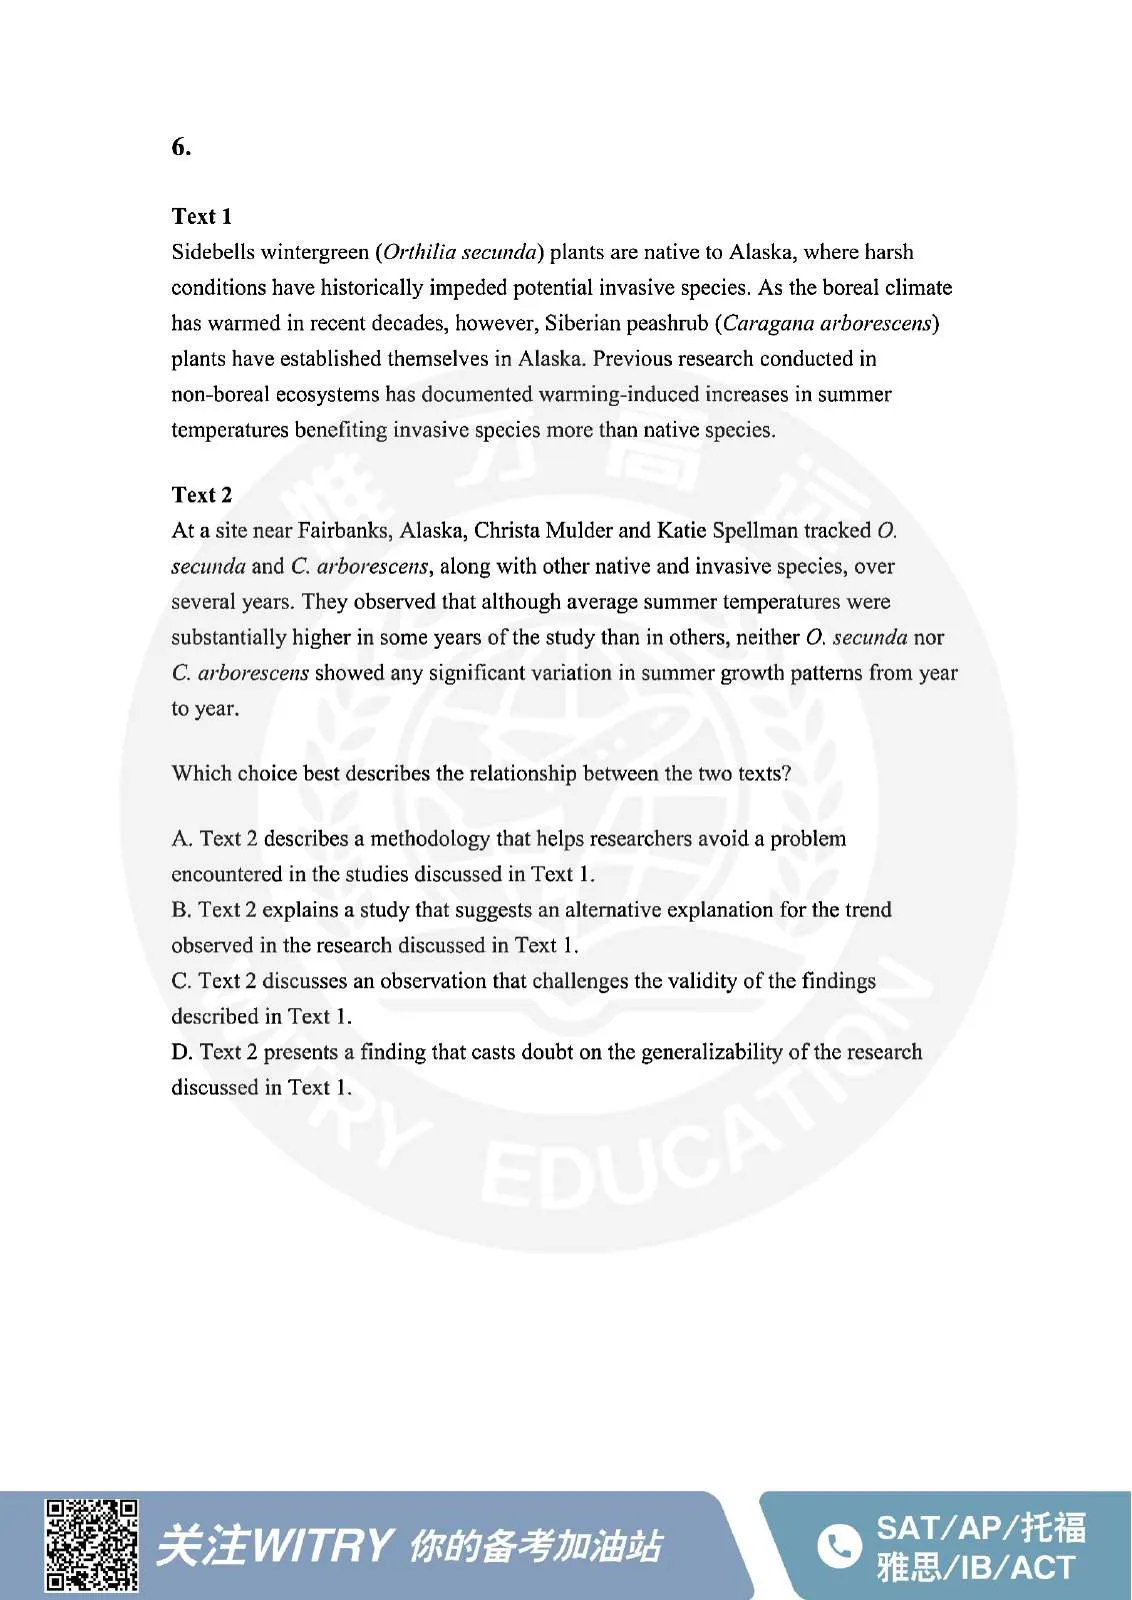 6.
Text 1
Sidebells wintergreen (Orthilia secunda) plants are native to Alaska, where harsh
conditions have historically impeded potential invasive species. As the boreal climate
has warmed in recent decades, however, Siberian peashrub (Caragana arborescens)
plants have established themselves in Alaska. Previous research conducted in
non-boreal ecosystems has documented warming-induced increases in summer
temperatures benefiting invasive species more than native species.
Text 2
At a site near Fairbanks, Alaska, Christa Mulder and Katie Spellman tracked O.
secunda and C. arborescens, along with other native and invasive species, over
several years. They observed that although average summer temperatures were
substantially higher in some years of the study than in others, neither O. secunda nor
C. arborescens showed any significant variation in summer growth patterns from year
to year.
Which choice best describes the relationship between the two texts?
A. Text 2 describes a methodology that helps researchers avoid a problem
encountered in the studies discussed in Text 1.
B. Text 2 explains a study that suggests an alternative explanation for the trend
observed in the research discussed in Text 1.
C. Text 2 discusses an observation that challenges the validity of the findings
described in Text 1.
D. Text 2 presents a finding that casts doubt on the generalizability of the research
discussed in Text 1.
惟方高远
WITRY EDUCATION
关注WITRY 你的备考加油站
SAT/AP/托福
雅思/IB/ACT